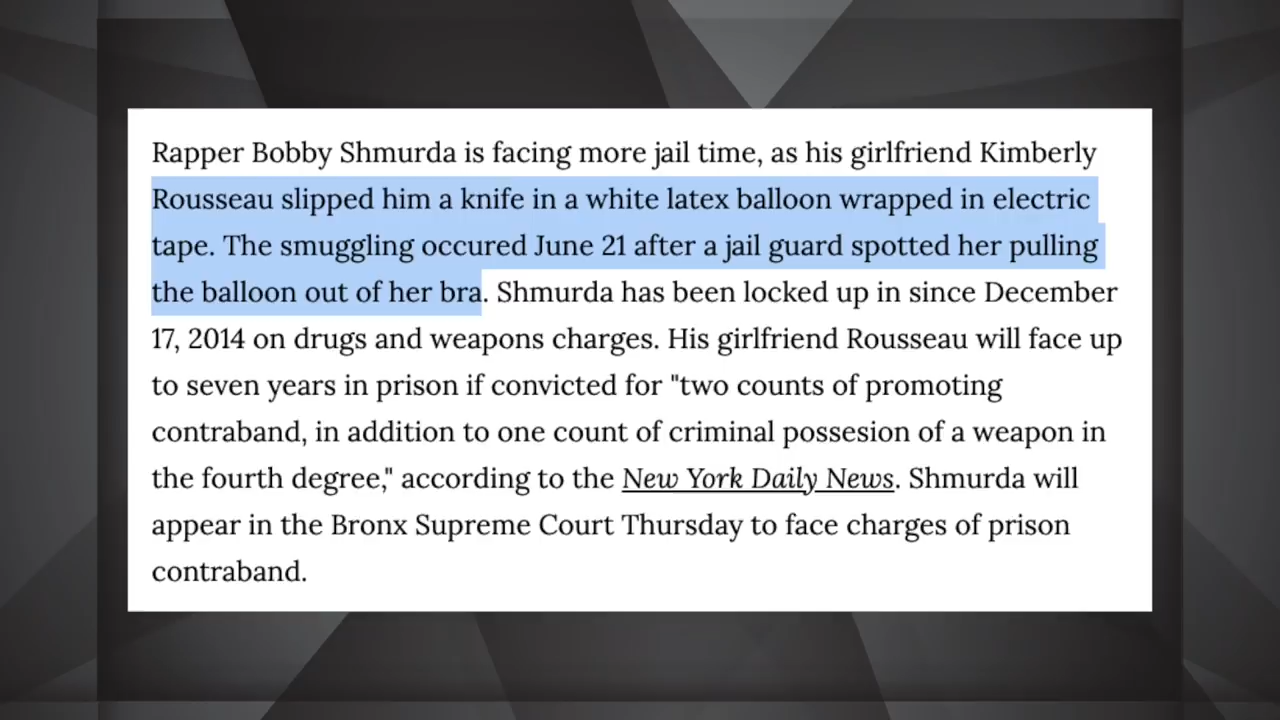 Rapper Bobby Shmurda is facing more jail time, as his girlfriend Kimberly
Rousseau slipped him a knife in a white latex balloon wrapped in electric
tape. The smuggling occured June 21 after a jail guard spotted her pulling
the balloon out of her bra. Shmurda has been locked up in since December
17, 2014 on drugs and weapons charges. His girlfriend Rousseau will face up
to seven years in prison if convicted for "two counts of promoting
contraband, in addition to one count of criminal possesion of a weapon in
the fourth degree," according to the New York Daily News. Shmurda will
appear in the Bronx Supreme Court Thursday to face charges of prison
contraband.